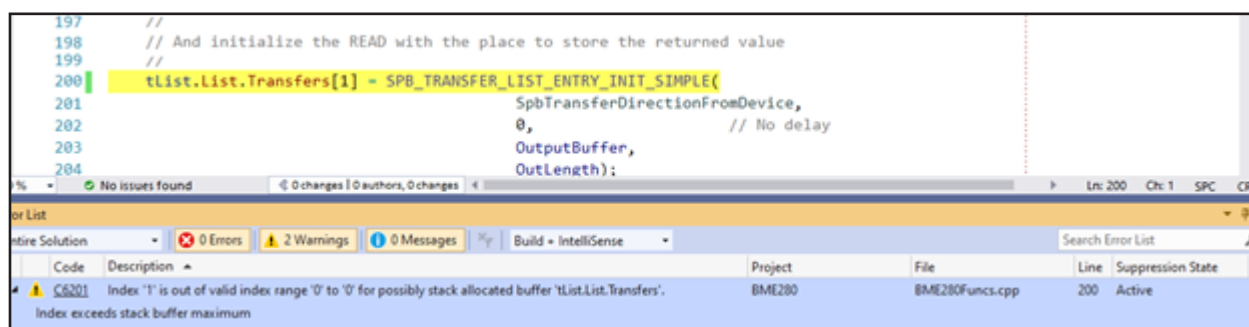 197 //
198 // And initialize the READ with the place to store the returned value
199 //
200 tList.List.Transfers[1] = SPB_TRANSFER_LIST_ENTRY_INIT_SIMPLE(
201 SpbTransferDirectionFromDevice,
202 0, // No delay
203 OutputBuffer,
204 OutLength);
% No issues found 0 changes | 0 authors, 0 changes Ln: 200 Ch: 1 SPC
or List
ntire Solution 0 Errors 2 Warnings 0 Messages Build + IntelliSense Search Error List
Code Description Project File Line Suppression State
C6201 Index '1' is out of valid index range '0' to '0' for possibly stack allocated buffer 'tList.List.Transfers'. BME280 BME280Funcs.cpp 200 Active
Index exceeds stack buffer maximum